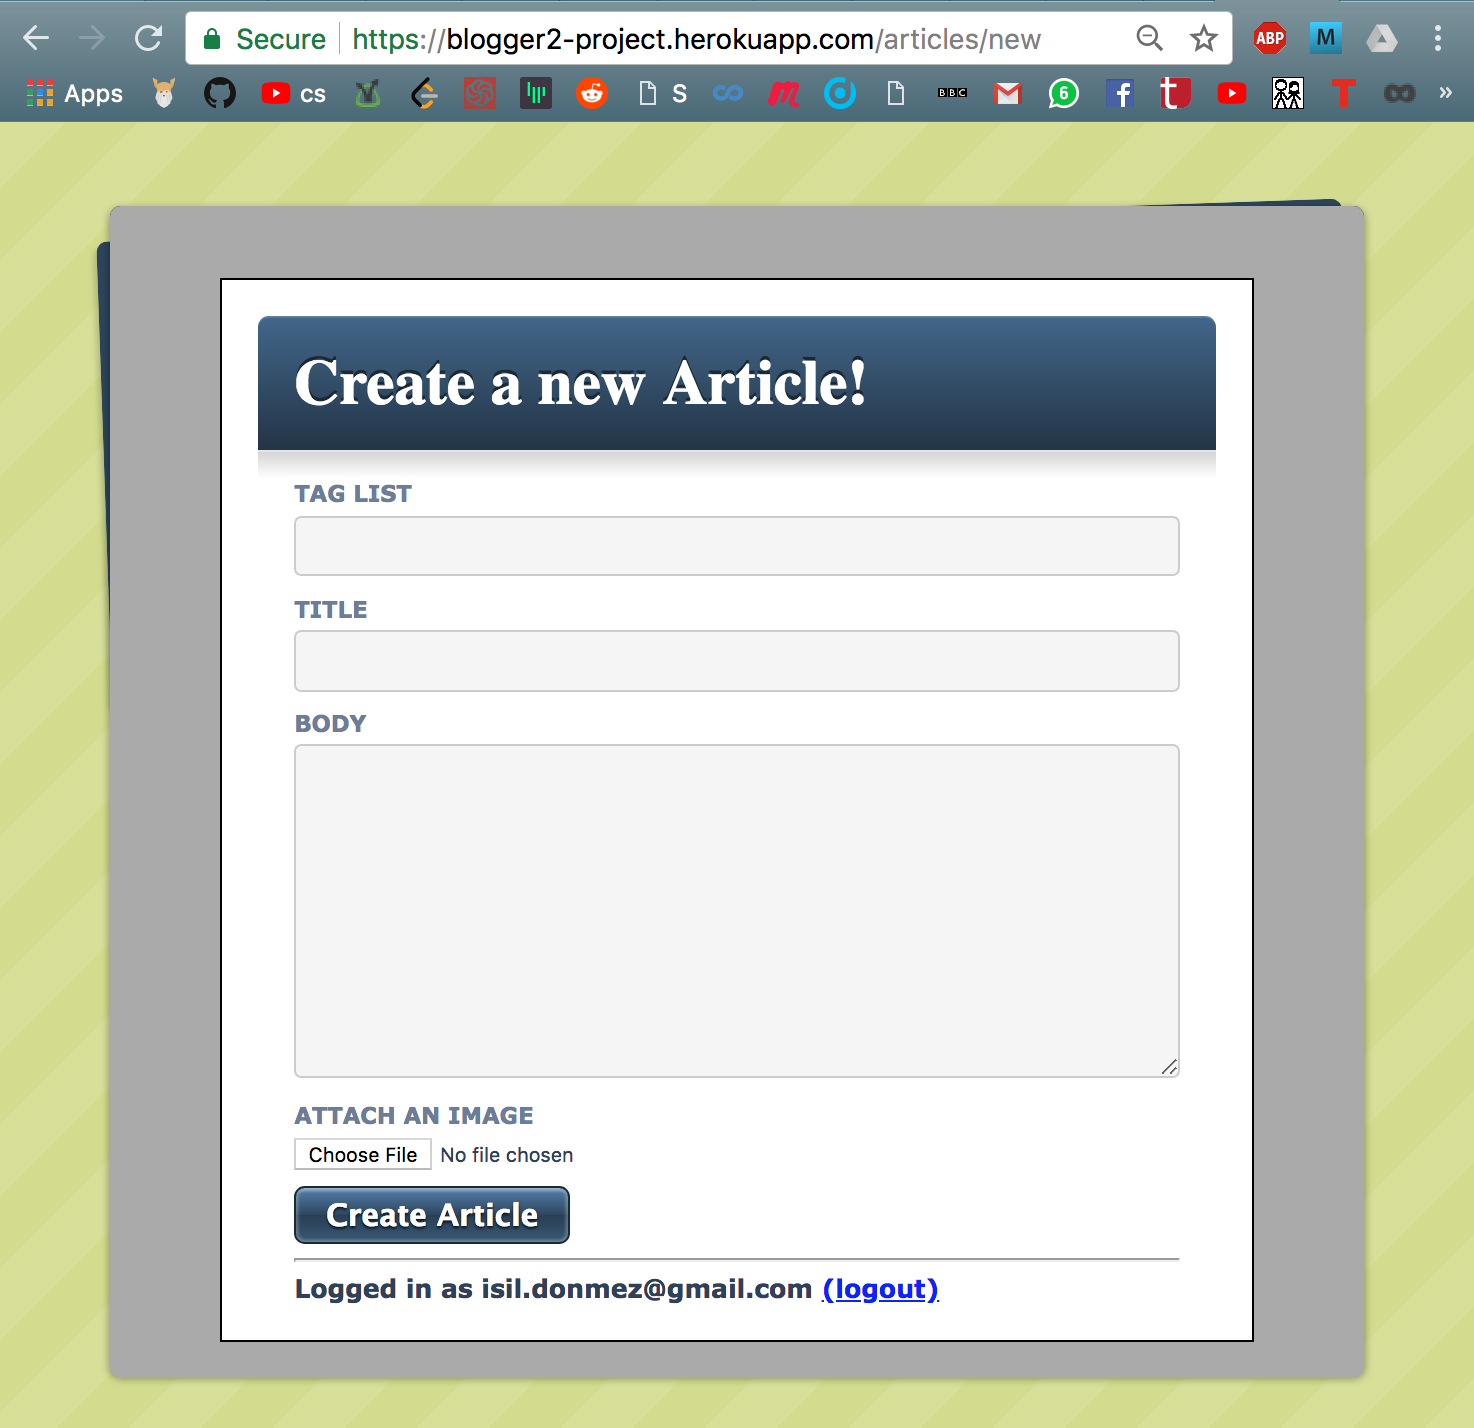 Secure https://blogger2-project.herokuapp.com/articles/new ABP M
Apps cs S BBC 6 f t T »
Create a new Article!
TAG LIST
TITLE
BODY
ATTACH AN IMAGE
Choose File No file chosen
Create Article
Logged in as isil.donmez@gmail.com (logout)